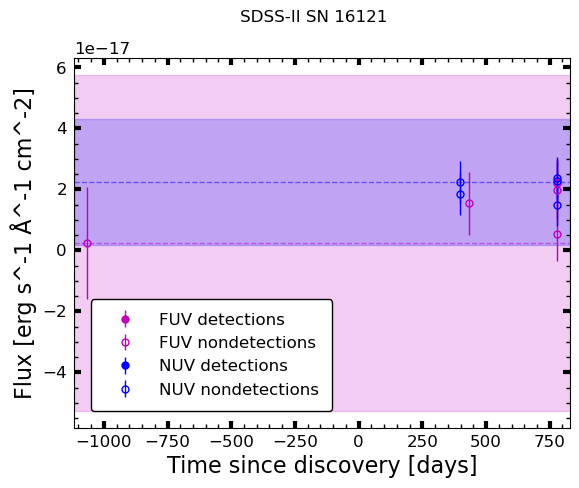 SDSS-II SN 16121
1e−17
6
4
2
0
−2
−4
Flux [erg s^-1 Å^-1 cm^-2]
FUV detections
FUV nondetections
NUV detections
NUV nondetections
−1000 −750 −500 −250 0 250 500 750
Time since discovery [days]